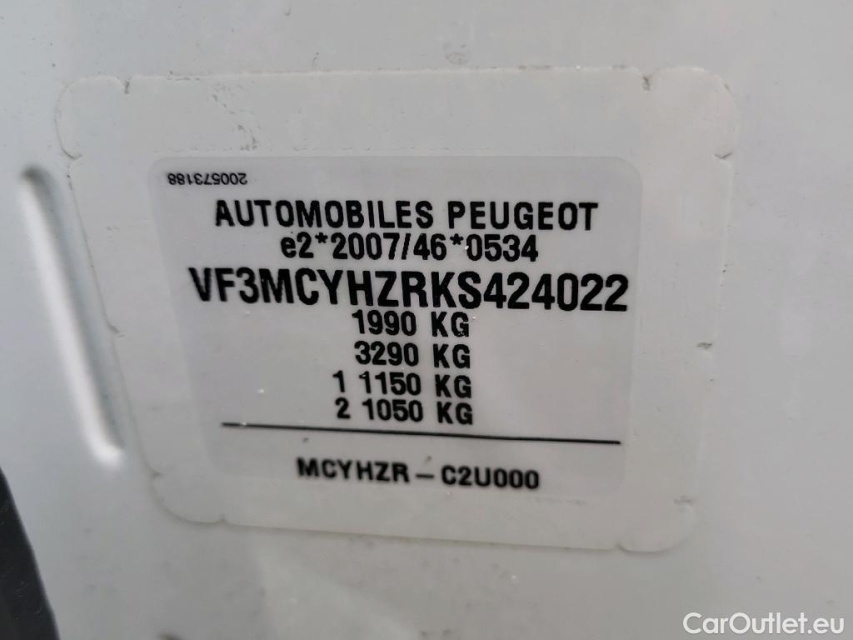 200573188
AUTOMOBILES PEUGEOT
e2*2007/46*0534
VF3MCYHZRKS424022
1990 KG
3290 KG
1 1150 KG
2 1050 KG
MCYHZR – C2U000
CarOutlet.eu